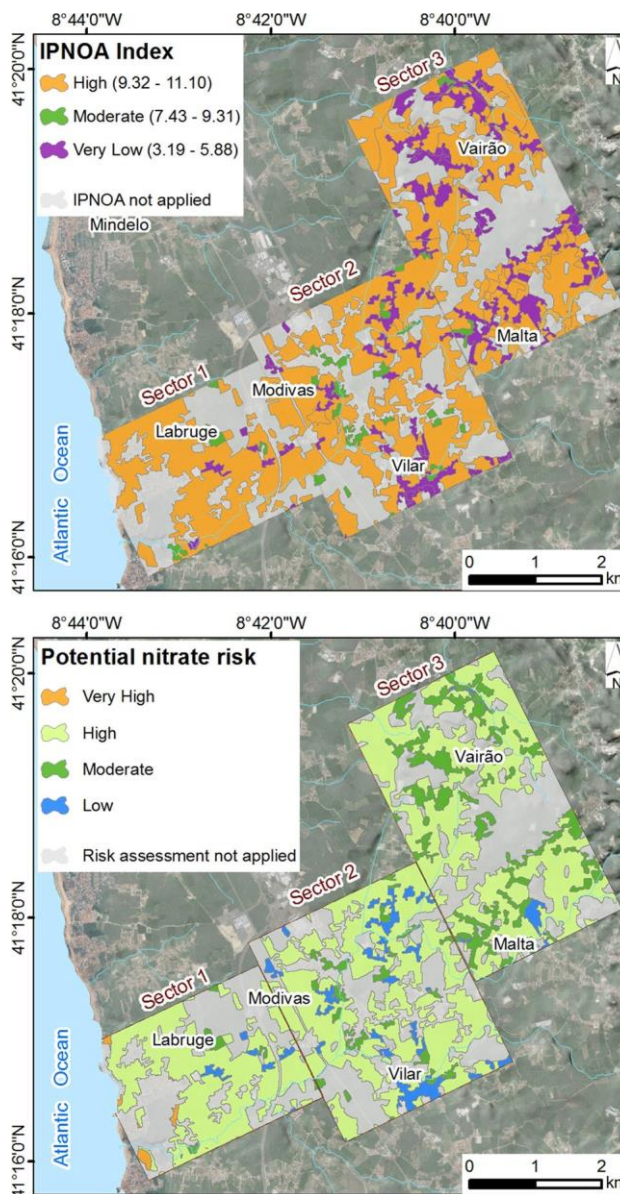 8°44'0"W 8°42'0"W 8°40'0"W
41°20'0"N
IPNOA Index
High (9.32 - 11.10)
Moderate (7.43 - 9.31)
Very Low (3.19 - 5.88)
IPNOA not applied
N
Sector 3
Vairão
Mindelo
41°18'0"N
Sector 2
Malta
Sector 1
Modivas
Labruge
Vilar
Atlantic Ocean
41°16'0"N
0 1 2
km
8°44'0"W 8°42'0"W 8°40'0"W
41°20'0"N
Potential nitrate risk
Very High
High
Moderate
Low
Risk assessment not applied
N
Sector 3
Vairão
41°18'0"N
Sector 2
Malta
Sector 1
Modivas
Labruge
Vilar
Atlantic Ocean
41°16'0"N
0 1 2
km